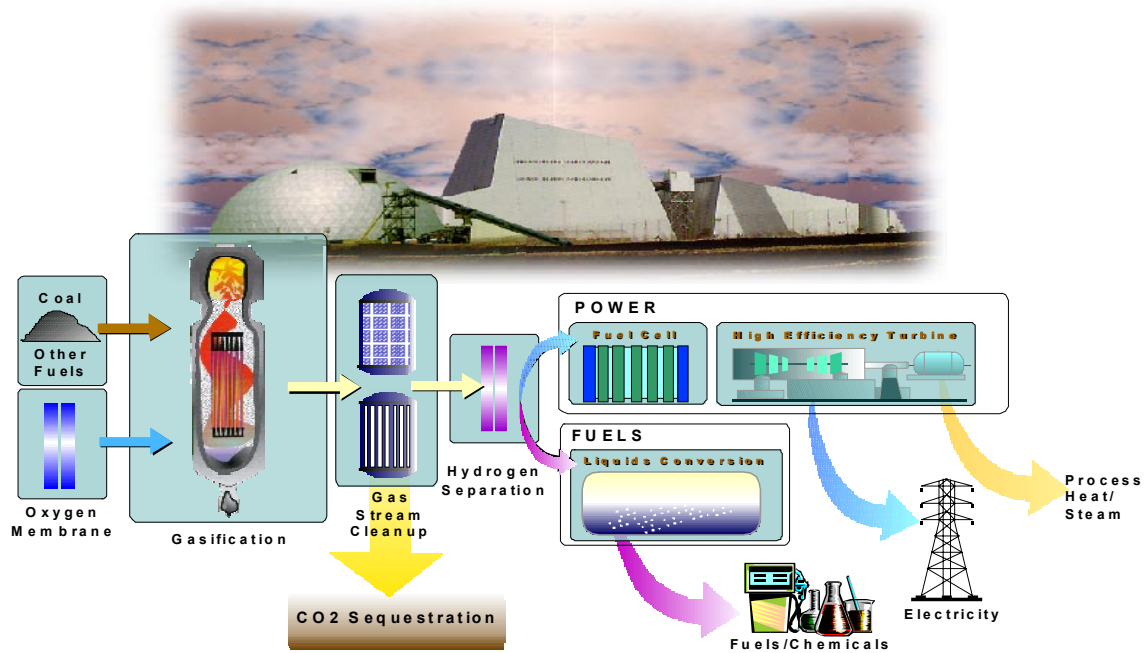 Coal
Other
Fuels
Oxygen
Membrane
Gasification
Gas
Stream
Cleanup
CO2 Sequestration
Hydrogen
Separation
POWER
Fuel Cell
High Efficiency Turbine
FUELS
Liquids Conversion
Process
Heat/
Steam
Electricity
Fuels/Chemicals